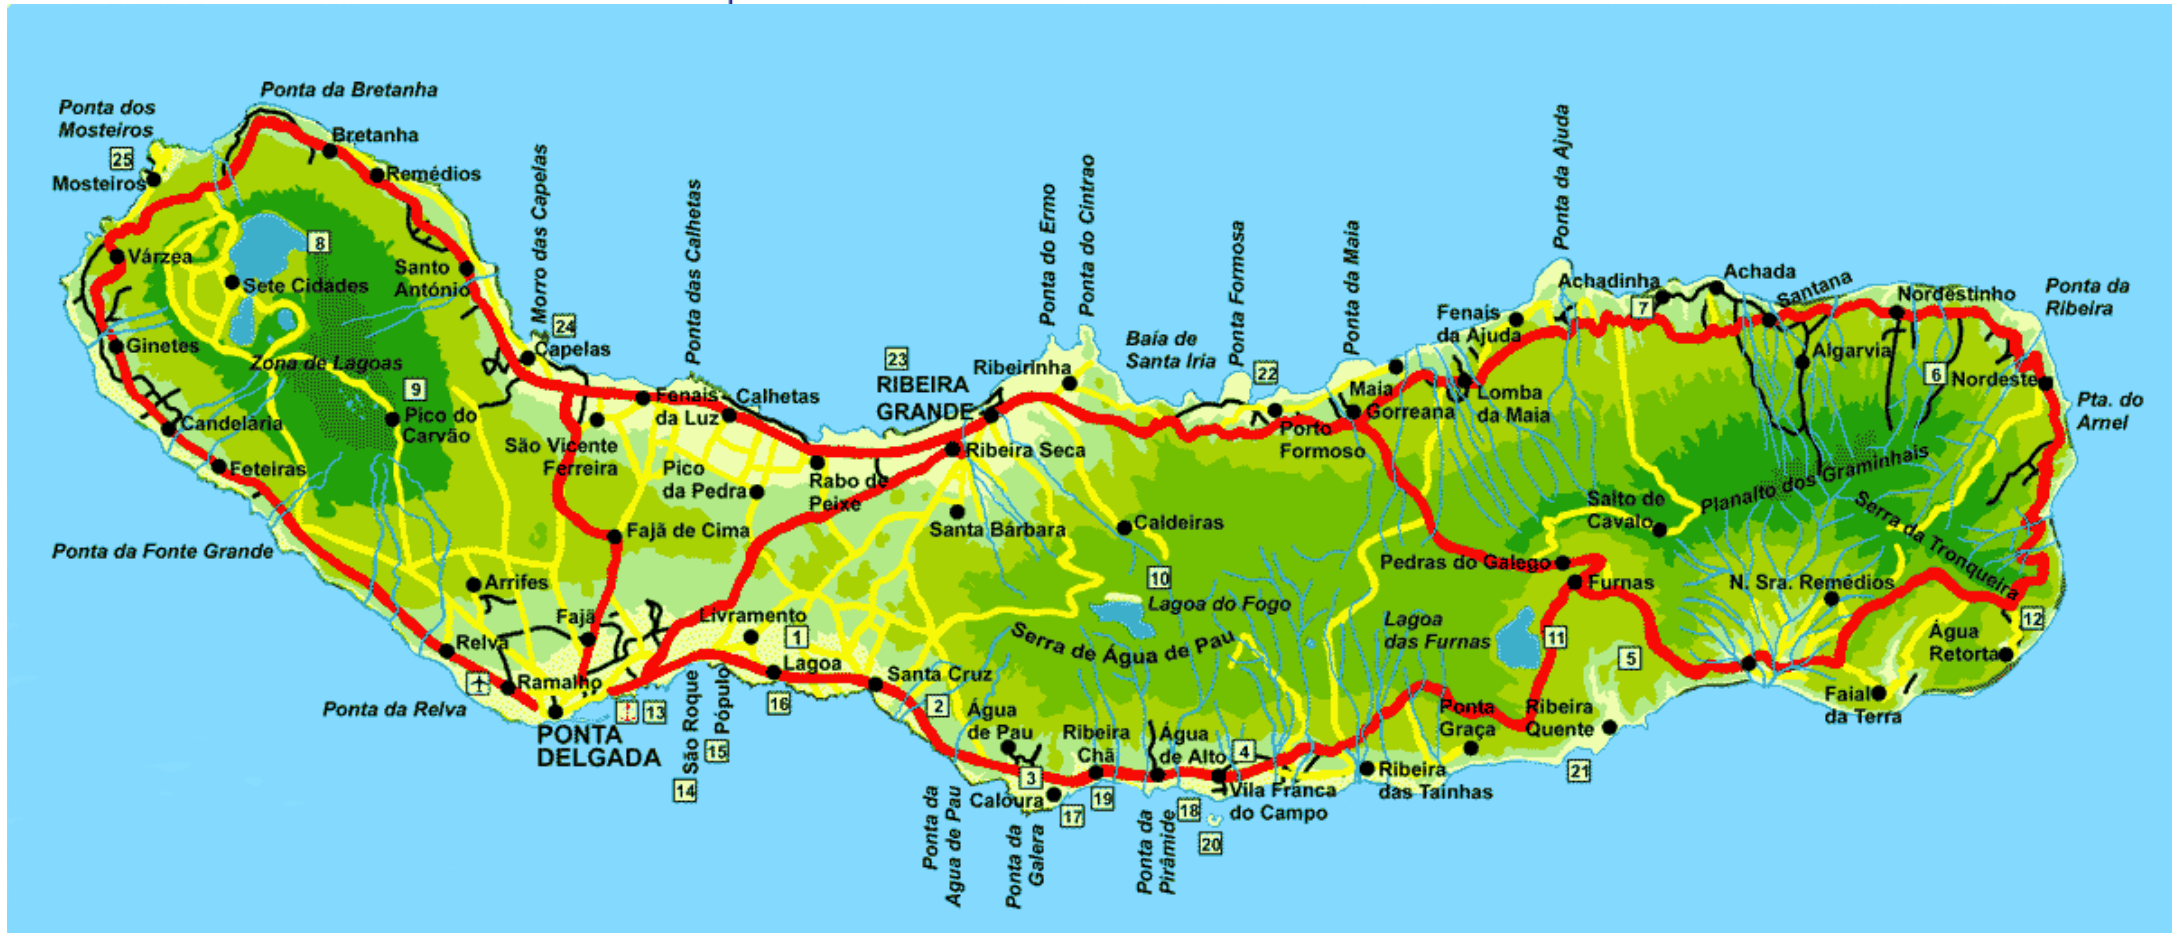 Ponta da Bretanha
Ponta dos
Mosteiros
25
Mosteiros
Bretanha
Remédios
Várzea
8
Sete Cidades
Santo
António
Ginetes
Zona de Lagoas
9
Pico do
Carvão
Candelária
Feteiras
Ponta da Fonte Grande
Morro das Capelas
24
Capelas
Ponta das Calhetas
Fenais
da Luz
Calhetas
São Vicente
Ferreira
Pico
da Pedra
Rabo de
Peixe
Fajã de Cima
Arrifes
Fajã
Relva
Ramalho
Ponta da Relva
PONTA
DELGADA
Livramento
1
Lagoa
13
São Roque
14
Pópulo
15
16
23
RIBEIRA
GRANDE
Ribeirinha
Ribeira Seca
Santa Bárbara
Caldeiras
Ponta do Ermo
Ponta do Cintrao
Baía de
Santa Iria
Ponta Formosa
22
Porto
Formoso
Ponta da Maia
Maia
Gorreana
Lomba
da Maia
Fenais
da Ajuda
Ponta da Ajuda
Achadinha
7
Achada
Santana
Nordestinho
Algarvia
6
Nordeste
Ponta da
Ribeira
Pta. do
Arnel
Planalto dos Graminhais
Serra da Tronqueira
Salto de
Cavalo
Pedras do Galego
Furnas
N. Sra. Remédios
Lagoa
das Furnas
11
5
12
Água
Retorta
Faial
da Terra
10
Lagoa do Fogo
Serra de Água de Pau
Santa Cruz
2
Água
de Pau
3
Caloura
17
Ribeira
Chã
19
Água
de Alto
4
18
20
Vila Franca
do Campo
Ribeira
das Tainhas
Ponta
Graça
Ribeira
Quente
21
Ponta da
Agua de Pau
Ponta da
Galera
Ponta da
Pirâmide